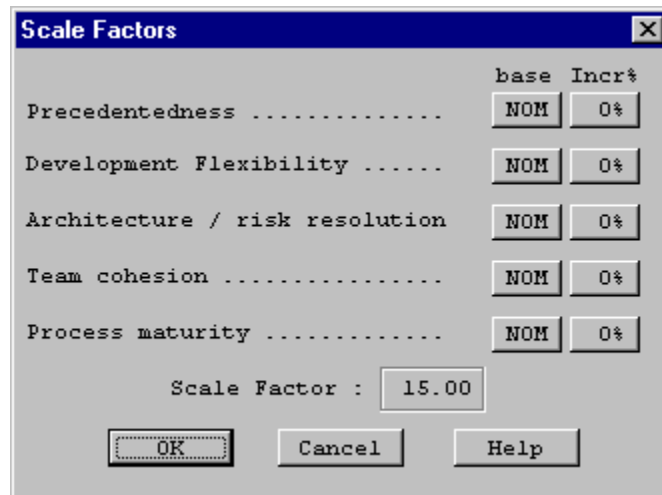 Scale Factors
base Incr%
Precedentedness .............. NOM 0%
Development Flexibility ...... NOM 0%
Architecture / risk resolution NOM 0%
Team cohesion ................ NOM 0%
Process maturity ............. NOM 0%
Scale Factor : 15.00
OK Cancel Help